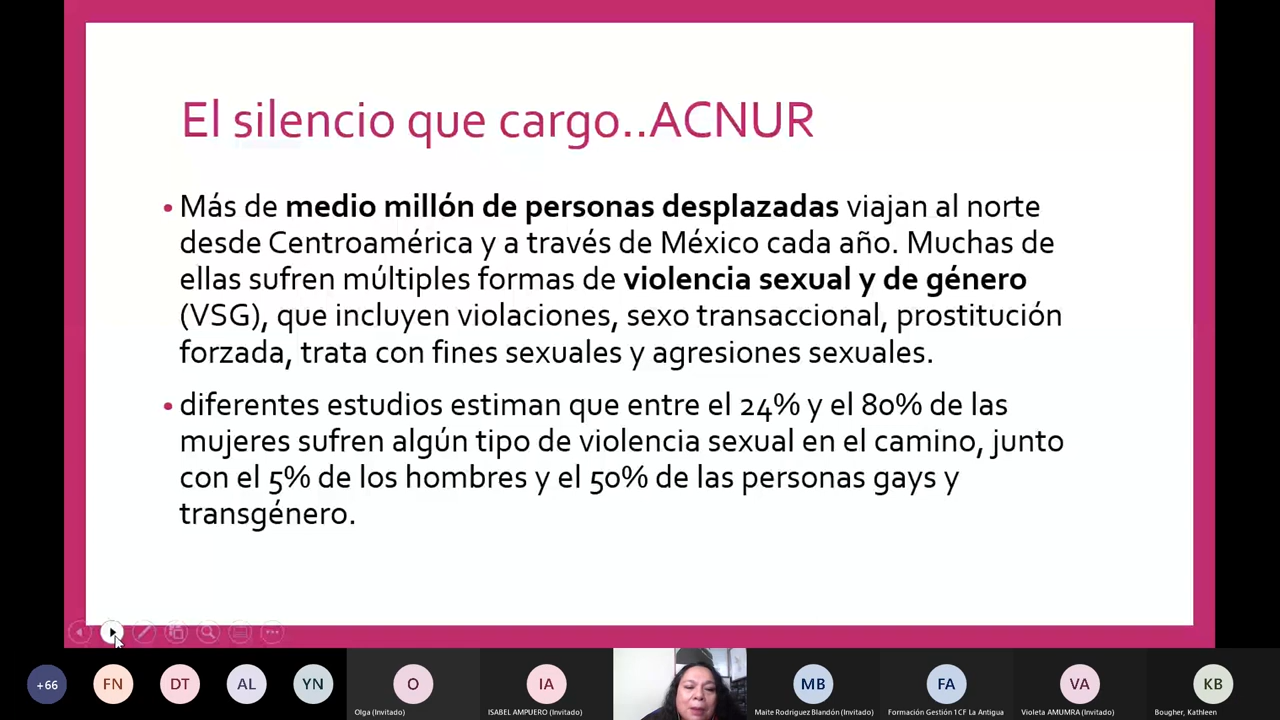 El silencio que cargo..ACNUR
• Más de medio millón de personas desplazadas viajan al norte
desde Centroamérica y a través de México cada año. Muchas de
ellas sufren múltiples formas de violencia sexual y de género
(VSG), que incluyen violaciones, sexo transaccional, prostitución
forzada, trata con fines sexuales y agresiones sexuales.
• diferentes estudios estiman que entre el 24% y el 80% de las
mujeres sufren algún tipo de violencia sexual en el camino, junto
con el 5% de los hombres y el 50% de las personas gays y
transgénero.
+66
FN
DT
AL
YN
O
IA
MB
FA
VA
KB
Olga (Invitado)
ISABEL AMPUERO (Invitado)
Maite Rodriguez Blandón (Invitado)
Formación Gestión 1CF La Antigua
Violeta AMUMRA (Invitado)
Bougher, Kathleen